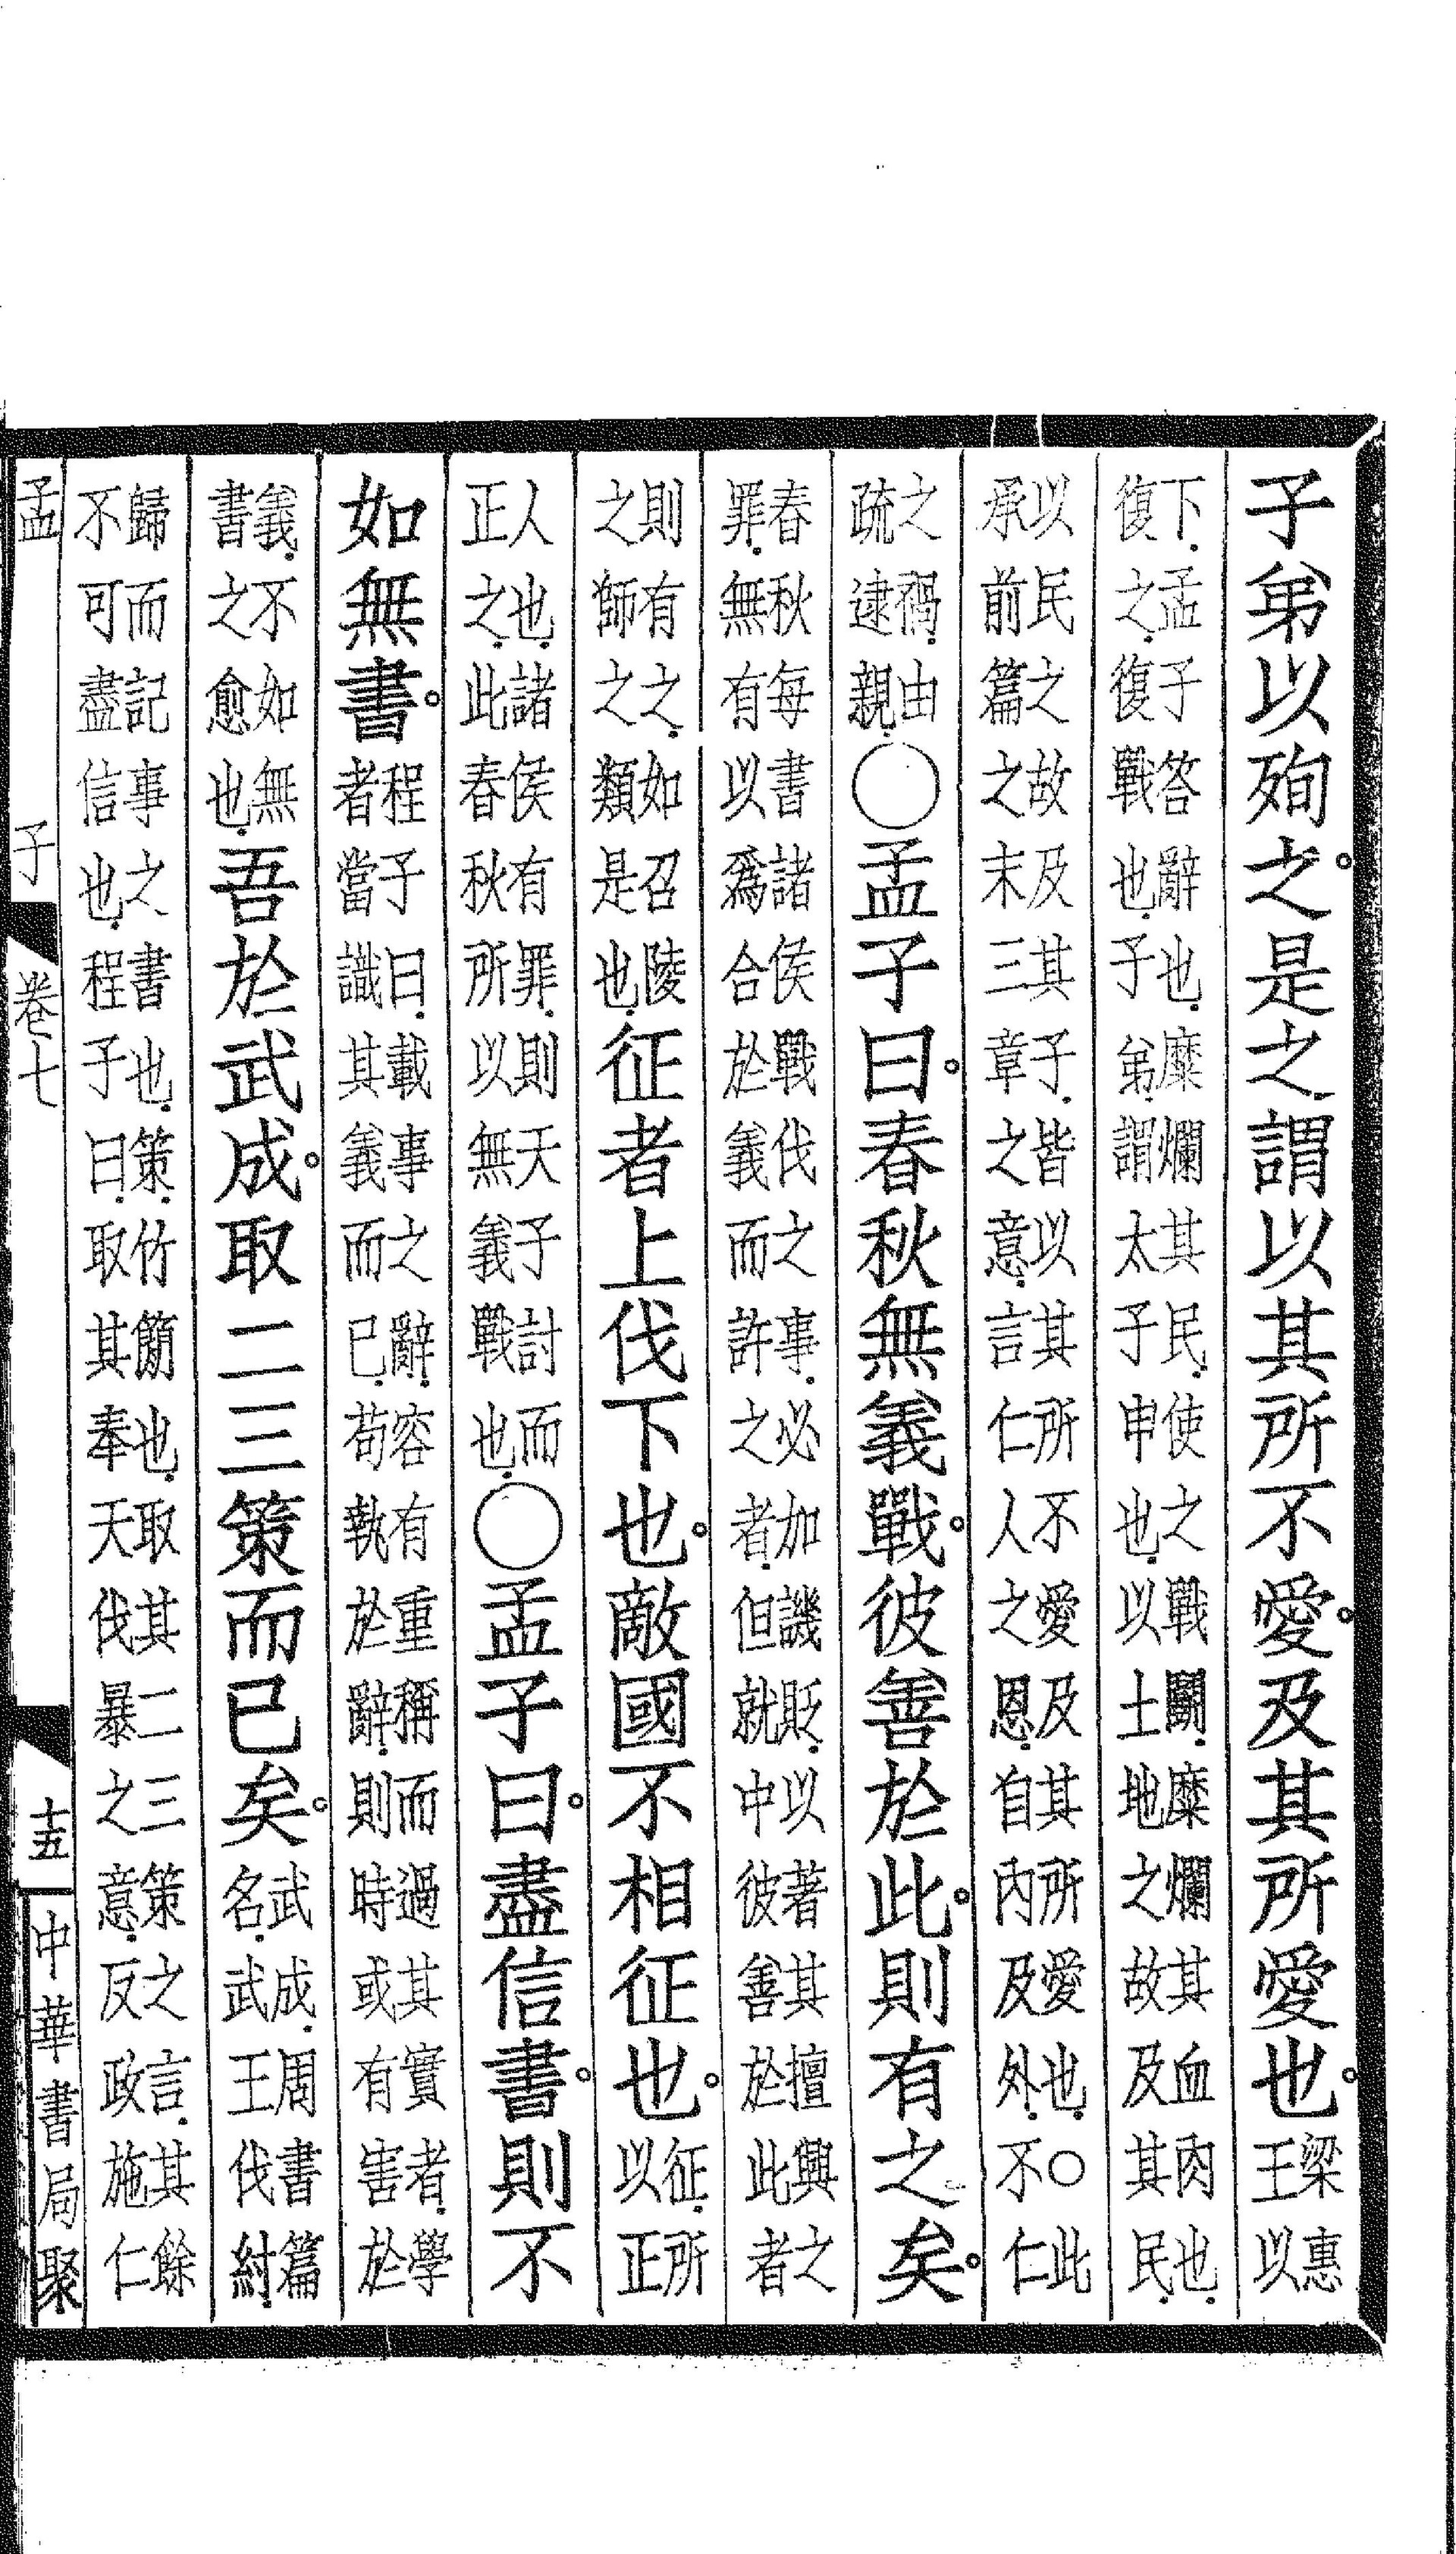 子弟以殉之。是之謂以其所不愛。及其所愛也。梁惠王以
下.孟子答辭也.糜爛其民.使之戰鬬.糜爛其血肉也.
復之.復戰也.子弟.謂太子申也.以土地之故及其民.
以民之故及其子.皆以其所不愛及其所愛也.○此
承前篇之末三章之意.言仁人之恩.自內及外.不仁
之禍.由疏逮親.○孟子曰。春秋無義戰。彼善於此。則有之矣。
春秋每書諸侯戰伐之事.必加譏貶.以著其擅興之
罪.無有以爲合於義而許之者.但就中彼善於此者
則有之.如召陵之師之類是也.征者上伐下也。敵國不相征也。征.所以正
人也.諸侯有罪.則天子討而正之.此春秋所以無義戰也.○孟子曰。盡信書。則不
如無書。程子曰.載事之辭.容有重稱而過其實者.學者當識其義而已.苟執於辭.則時或有害於
義.不如無書之愈也.吾於武成。取二三策而已矣。武成.周書篇名.武王伐紂.
歸而記事之書也.策.竹簡也.取其二三策之言.其餘
不可盡信也.程子曰.取其奉天伐暴之意.反政施仁
孟子 卷七 十五 中華書局聚